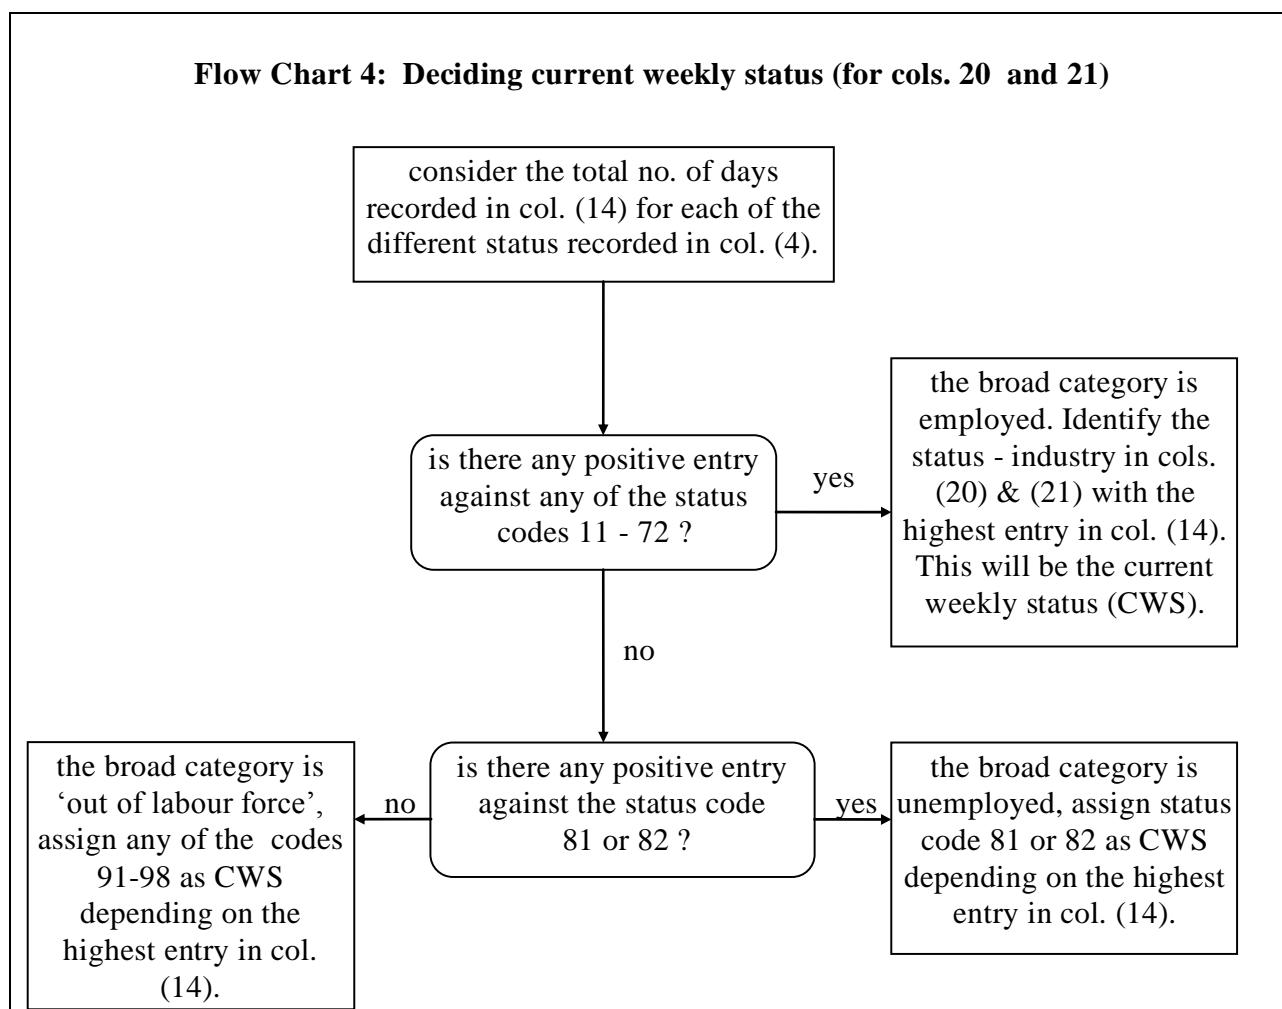 Flow Chart 4: Deciding current weekly status (for cols. 20 and 21)
consider the total no. of days
recorded in col. (14) for each of the
different status recorded in col. (4).
the broad category is
employed. Identify the
status - industry in cols.
(20) & (21) with the
highest entry in col. (14).
This will be the current
weekly status (CWS).
is there any positive entry
against any of the status
codes 11 - 72 ?
yes
no
the broad category is
‘out of labour force’,
assign any of the codes
91-98 as CWS
depending on the
highest entry in col.
(14).
no
is there any positive entry
against the status code
81 or 82 ?
yes
the broad category is
unemployed, assign status
code 81 or 82 as CWS
depending on the highest
entry in col. (14).